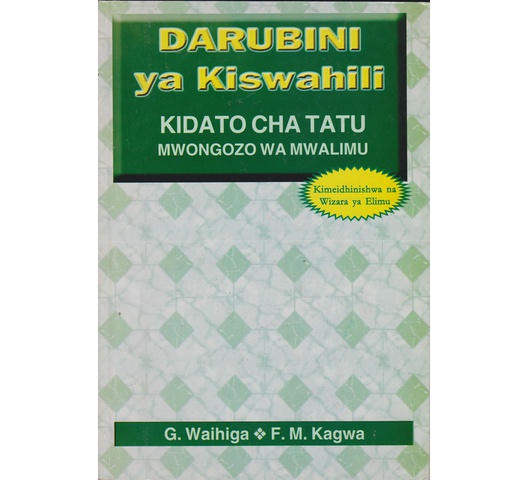 DARUBINI
ya Kiswahili
KIDATO CHA TATU
MWONGOZO WA MWALIMU
Kimeidhinishwa na
Wizara ya Elimu
G. Waihiga ❖ F. M. Kagwa